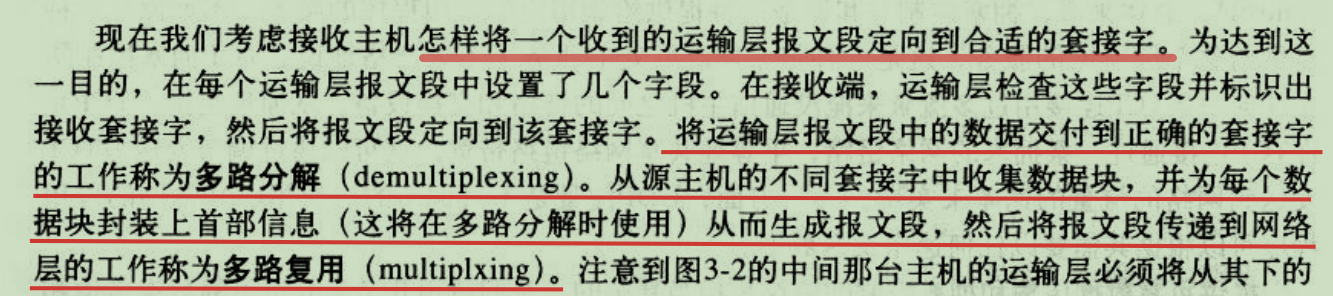 现在我们考虑接收主机怎样将一个收到的运输层报文段定向到合适的套接字。为达到这
一目的，在每个运输层报文段中设置了几个字段。在接收端，运输层检查这些字段并标识出
接收套接字，然后将报文段定向到该套接字。将运输层报文段中的数据交付到正确的套接字
的工作称为多路分解（demultiplexing）。从源主机的不同套接字中收集数据块，并为每个数
据块封装上首部信息（这将在多路分解时使用）从而生成报文段，然后将报文段传递到网络
层的工作称为多路复用（multiplxing）。注意到图3-2的中间那台主机的运输层必须将从其下的